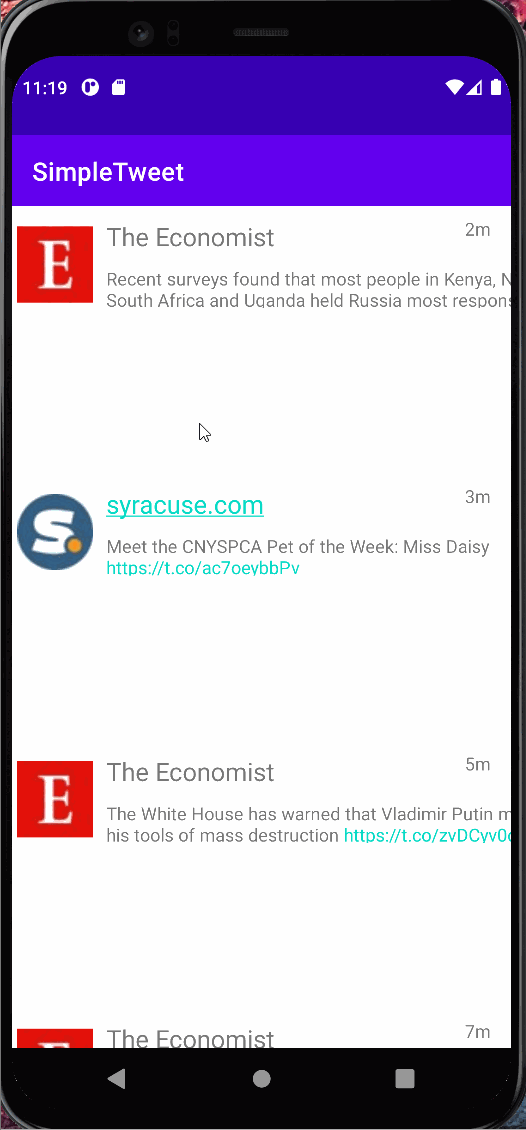 11:19
SimpleTweet
E
The Economist
2m
Recent surveys found that most people in Kenya, N
South Africa and Uganda held Russia most respons
S.
syracuse.com
3m
Meet the CNYSPCA Pet of the Week: Miss Daisy
https://t.co/ac7oeybbPv
E
The Economist
5m
The White House has warned that Vladimir Putin m
his tools of mass destruction https://t.co/zvDCyv0
The Economist
7m